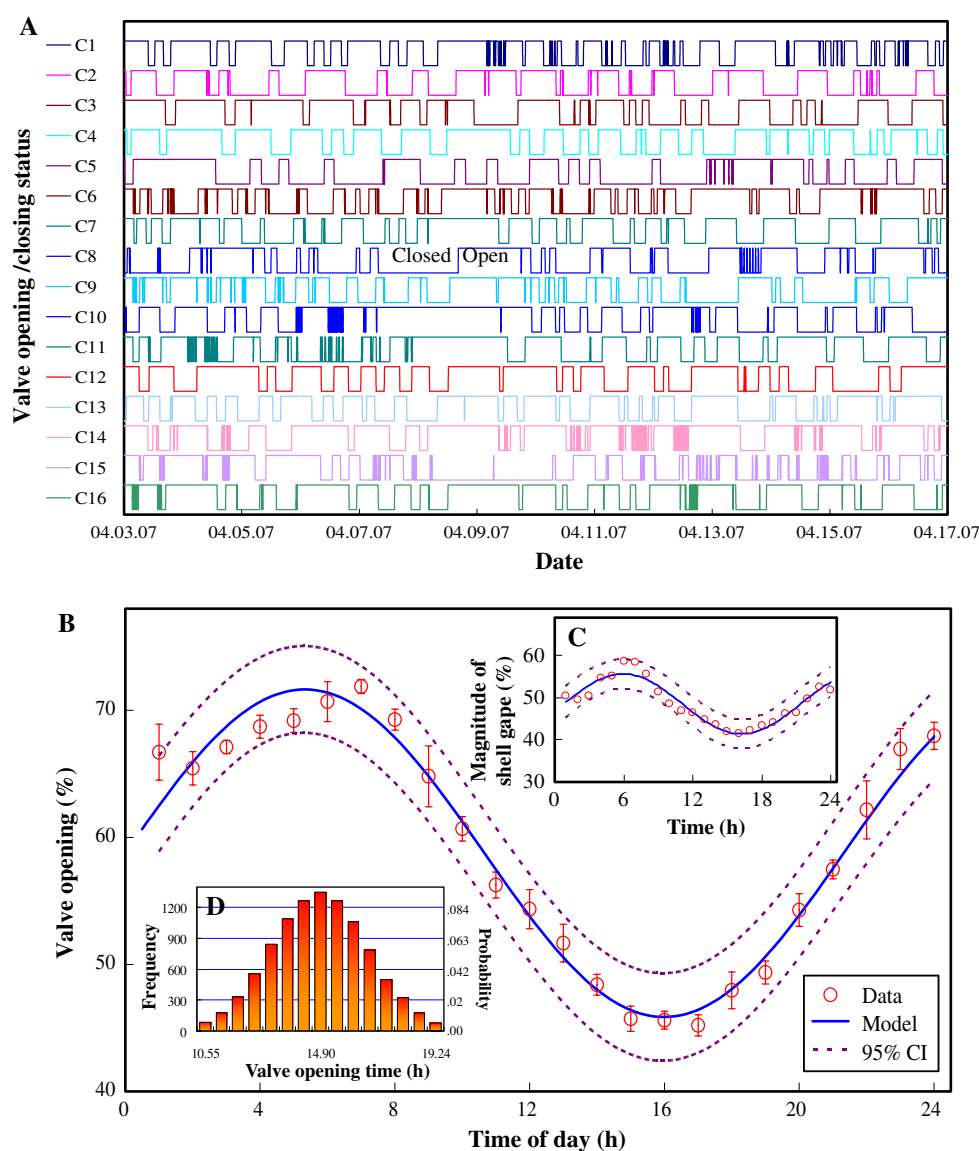 A
Valve opening /closing status
C1
C2
C3
C4
C5
C6
C7
C8
Closed Open
C9
C10
C11
C12
C13
C14
C15
C16
04.03.07 04.05.07 04.07.07 04.09.07 04.11.07 04.12.07 04.13.07 04.15.07 04.17.07
Date
B
Valve opening (%)
70
60
50
40
0 4 8 12 16 20 24
Time of day (h)
C
Magnitude of
shell gape (%)
60
50
40
30
0 6 12 18 24
Time (h)
D
Frequency
1200
900
600
300
0
.084
.063
.042
.02
.00
Probability
10.55 14.90 19.24
Valve opening time (h)
Data
Model
95% CI